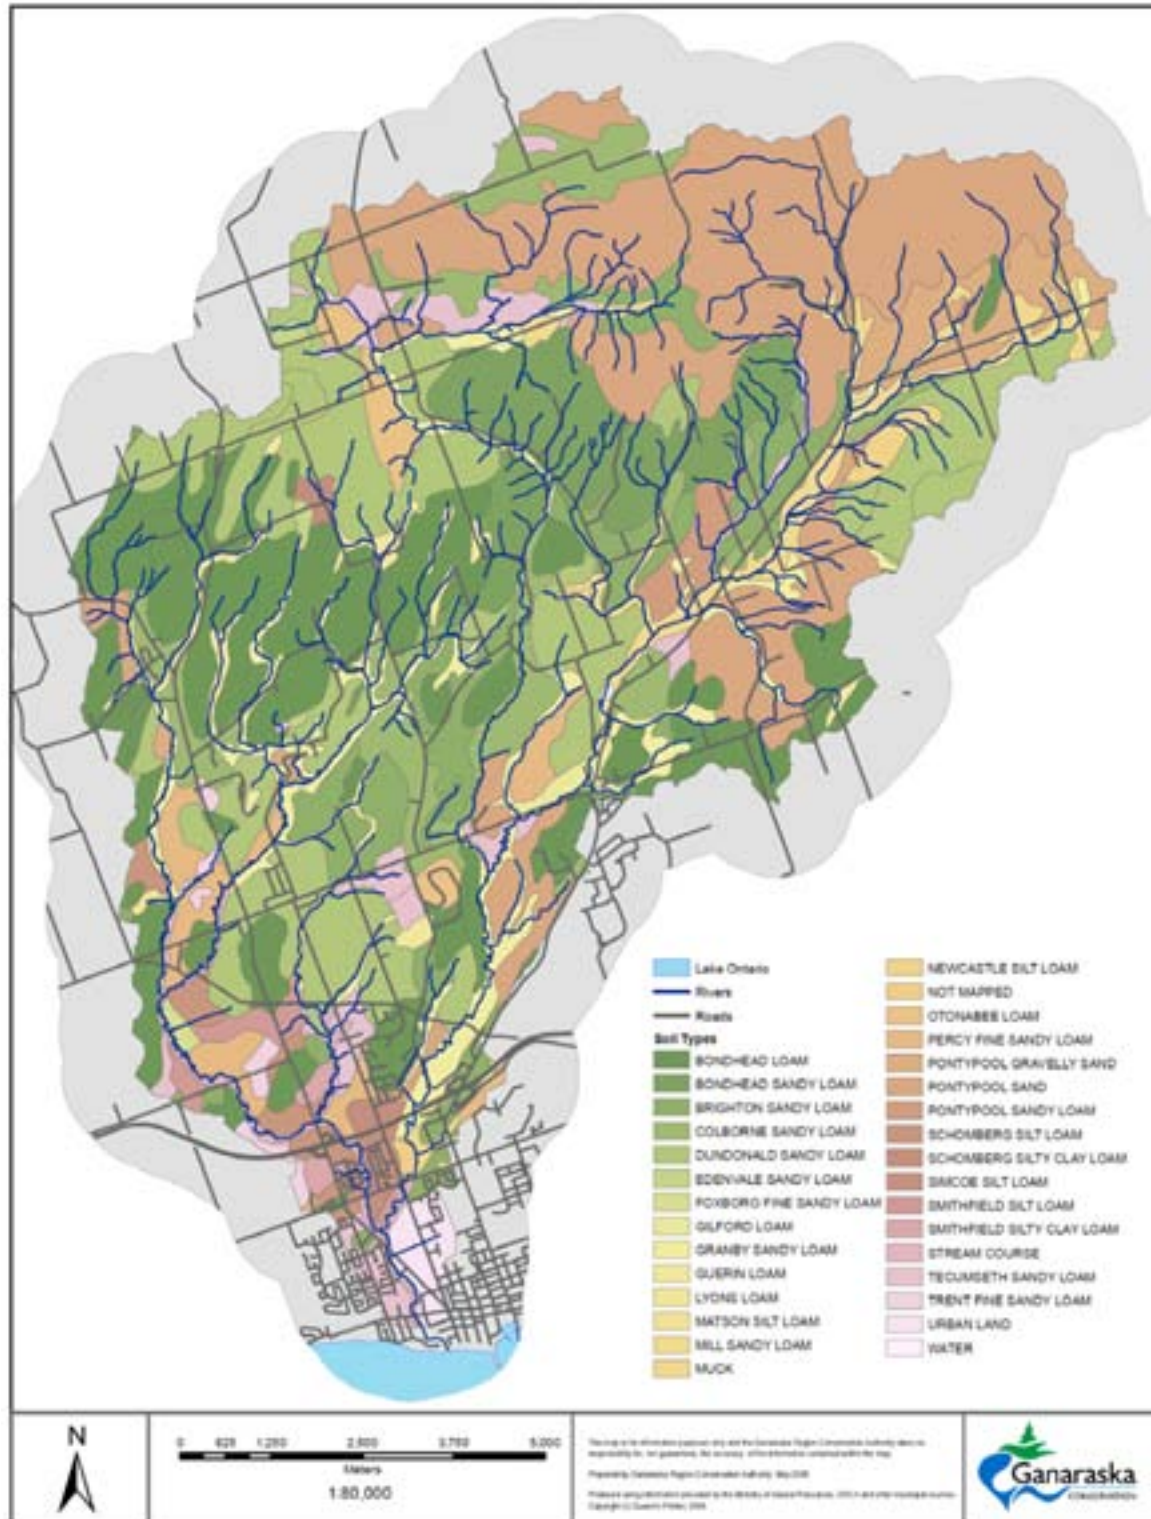 Lake Ontario
Rivers
Roads
Soil Types
BONDHEAD LOAM
BONDHEAD SANDY LOAM
BRIGHTON SANDY LOAM
COLBORNE SANDY LOAM
DUNDONALD SANDY LOAM
EDENVALE SANDY LOAM
FOXBORO FINE SANDY LOAM
GILFORD LOAM
GRANBY SANDY LOAM
GUERIN LOAM
LYONS LOAM
MATSON SILT LOAM
MILL SANDY LOAM
MUCK
NEWCASTLE SILT LOAM
NOT MAPPED
OTONABEE LOAM
PERCY FINE SANDY LOAM
PONTYPOOL GRAVELLY SAND
PONTYPOOL SAND
PONTYPOOL SANDY LOAM
SCHOMBERG SILT LOAM
SCHOMBERG SILTY CLAY LOAM
SIMCOE SILT LOAM
SMITHFIELD SILT LOAM
SMITHFIELD SILTY CLAY LOAM
STREAM COURSE
TECUMSETH SANDY LOAM
TRENT FINE SANDY LOAM
URBAN LAND
WATER
N
0 625 1,250 2,500 3,750 5,000
Meters
1:80,000
Ganaraska
CONSERVATION